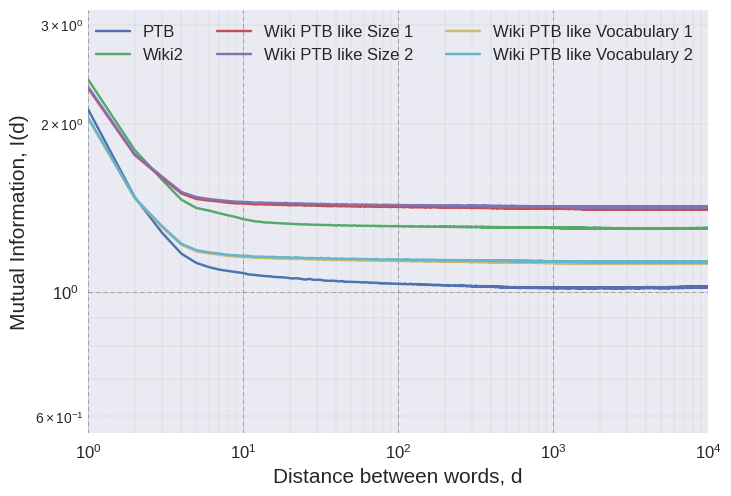 3×10⁰
PTB Wiki PTB like Size 1 Wiki PTB like Vocabulary 1
Wiki2 Wiki PTB like Size 2 Wiki PTB like Vocabulary 2
2×10⁰
Mutual Information, I(d)
10⁰
6×10⁻¹
10⁰ 10¹ 10² 10³ 10⁴
Distance between words, d